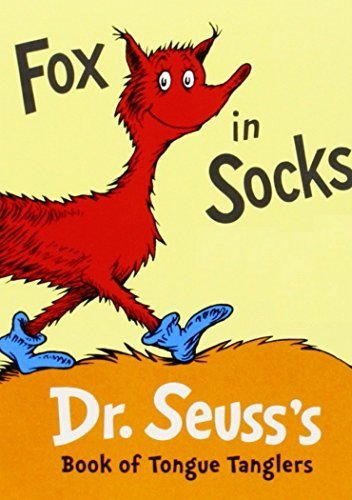 Fox
in
Socks
Dr. Seuss's
Book of Tongue Tanglers